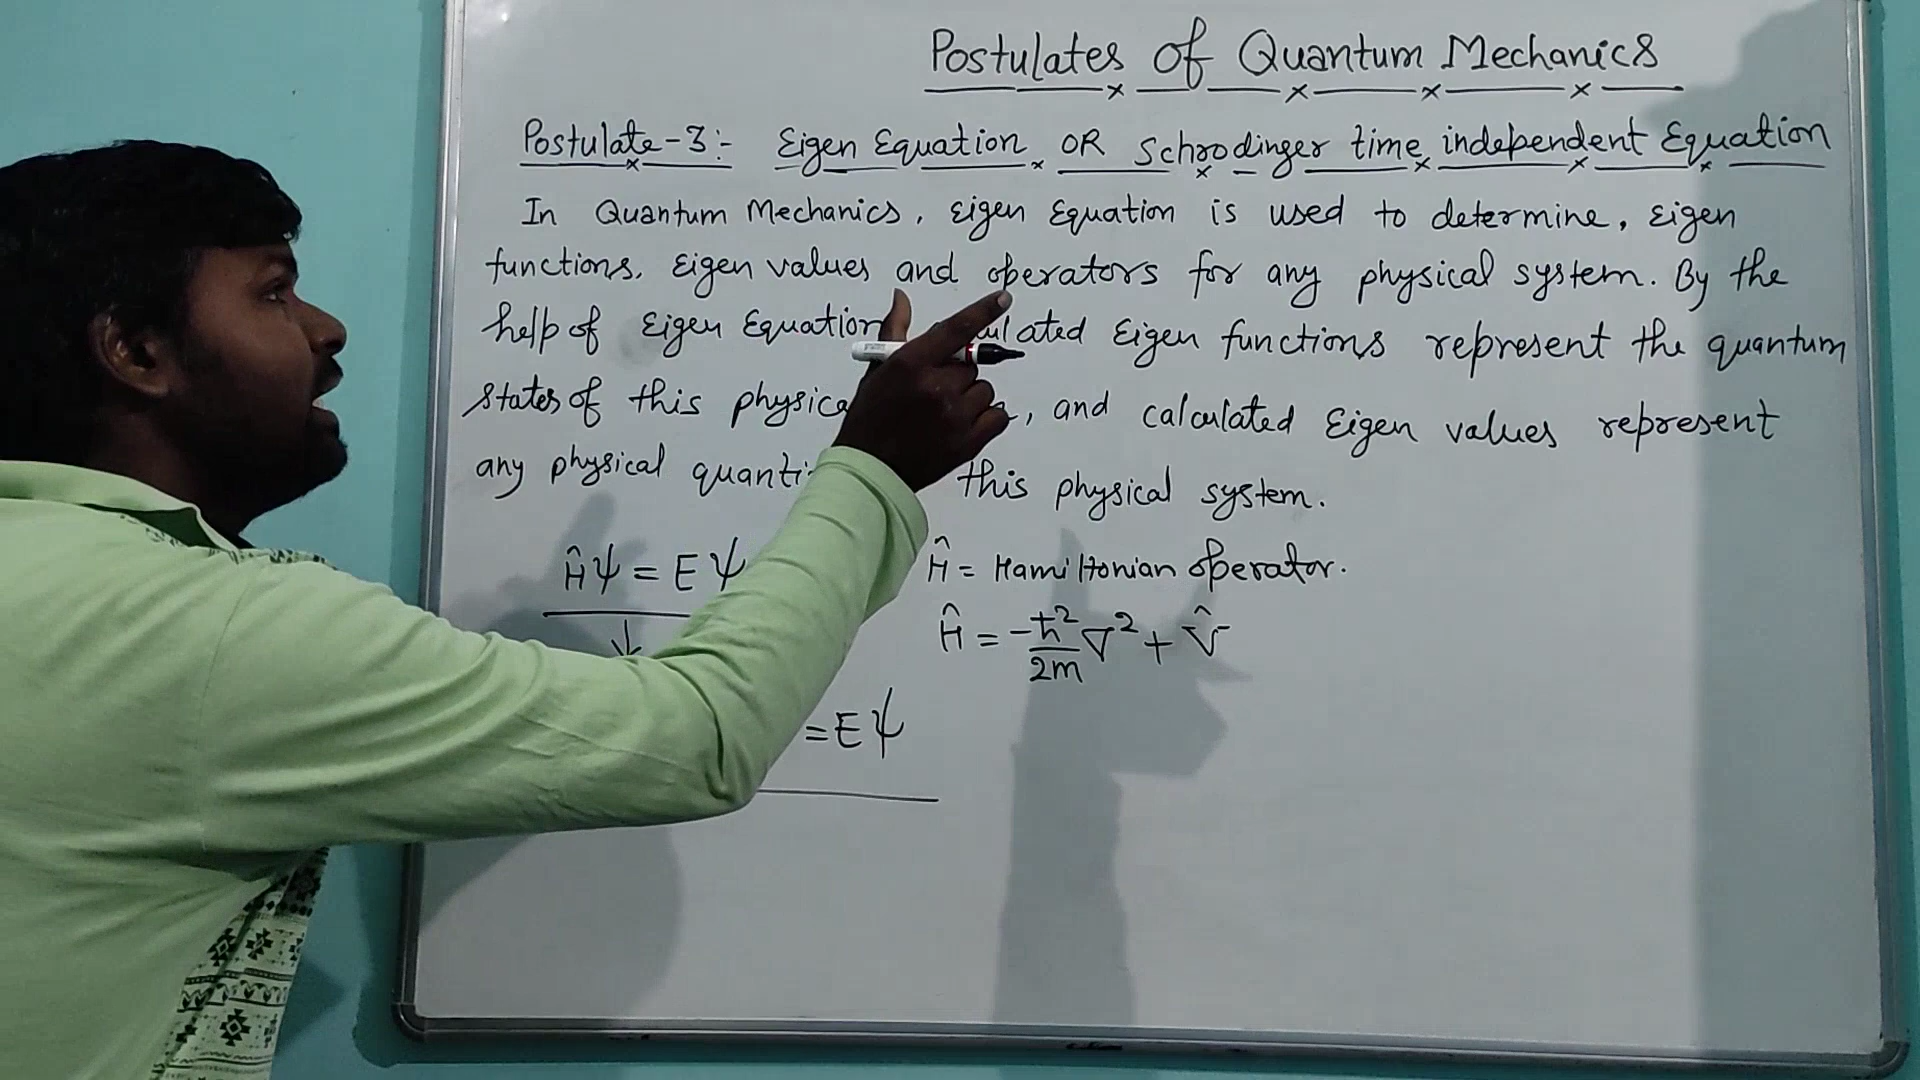 Postulates of Quantum Mechanics
Postulate-3:- Eigen Equation OR Schrodinger time independent Equation
In Quantum Mechanics, Eigen Equation is used to determine, Eigen
functions, Eigen values and operators for any physical system. By the
help of Eigen Equation Eigen functions represent the quantum
states of this , and calculated Eigen values represent
any physical this physical system.
Ĥψ = Eψ Ĥ = Hamiltonian operator.
↓ Ĥ = -ħ²/2m ∇² + V̂
= Eψ